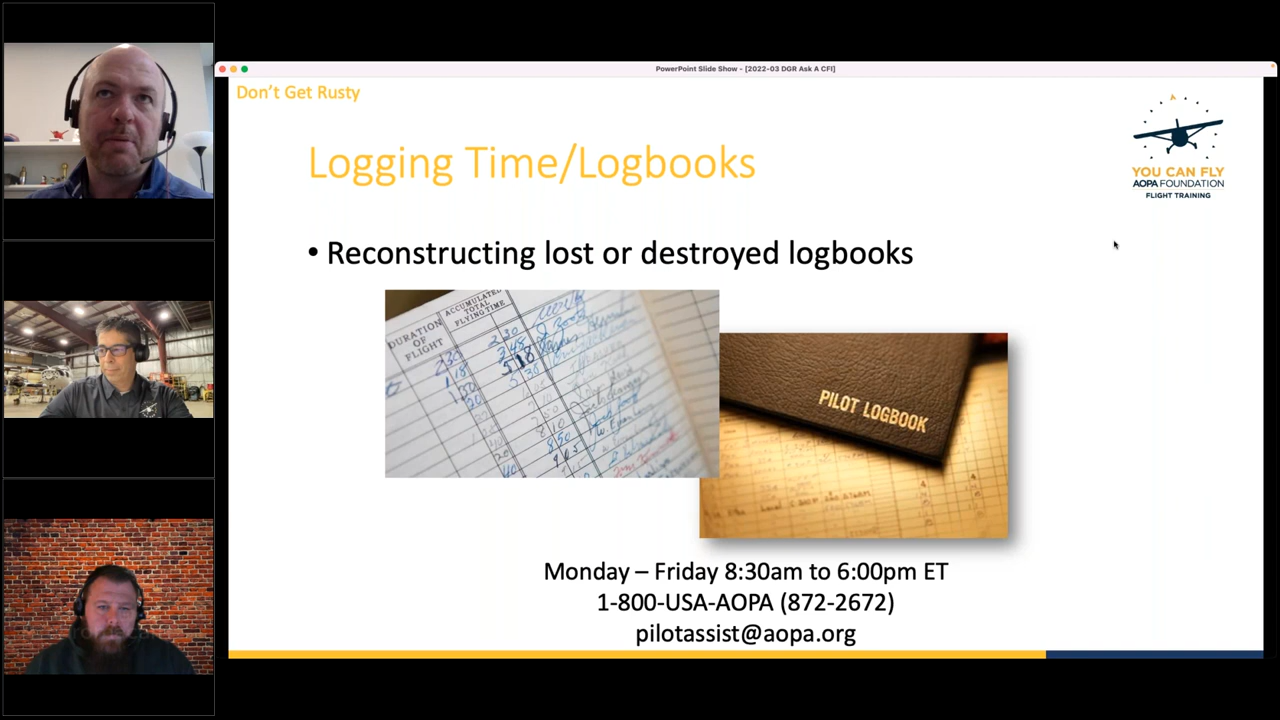 PowerPoint Slide Show - [2022-03 DGR Ask A CFI]
Don't Get Rusty
YOU CAN FLY
AOPA FOUNDATION
FLIGHT TRAINING
Logging Time/Logbooks
• Reconstructing lost or destroyed logbooks
DURATION
OF
FLIGHT
ACCUMULATED
TOTAL
FLYING TIME
PILOT LOGBOOK
Monday – Friday 8:30am to 6:00pm ET
1-800-USA-AOPA (872-2672)
pilotassist@aopa.org